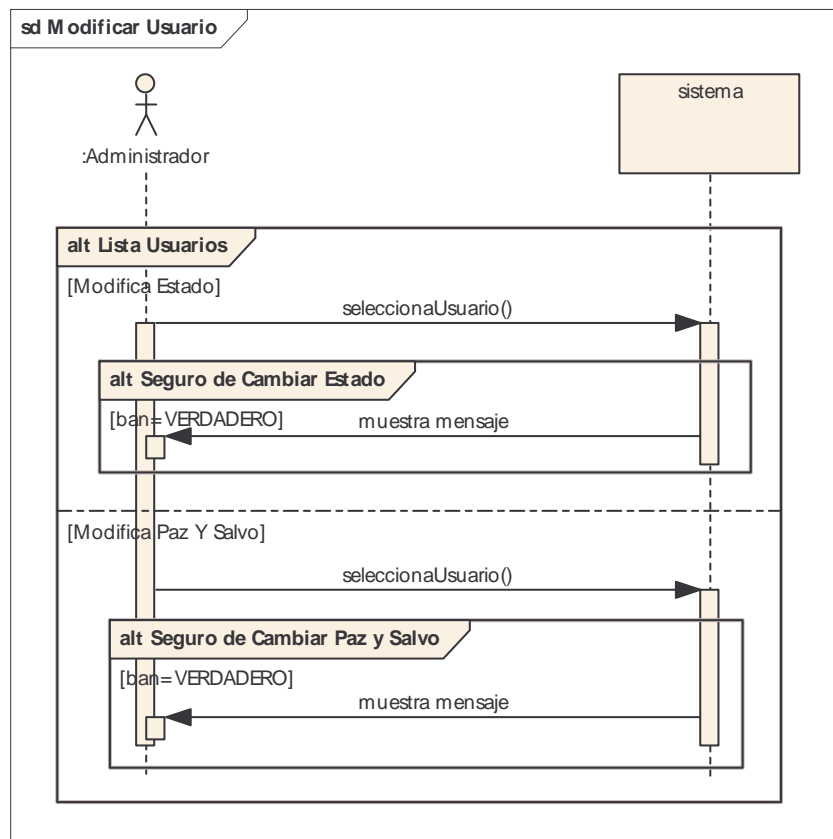 sd Modificar Usuario
:Administrador
sistema
alt Lista Usuarios
[Modifica Estado]
seleccionaUsuario()
alt Seguro de Cambiar Estado
[ban=VERDADERO]
muestra mensaje
[Modifica Paz Y Salvo]
seleccionaUsuario()
alt Seguro de Cambiar Paz y Salvo
[ban=VERDADERO]
muestra mensaje